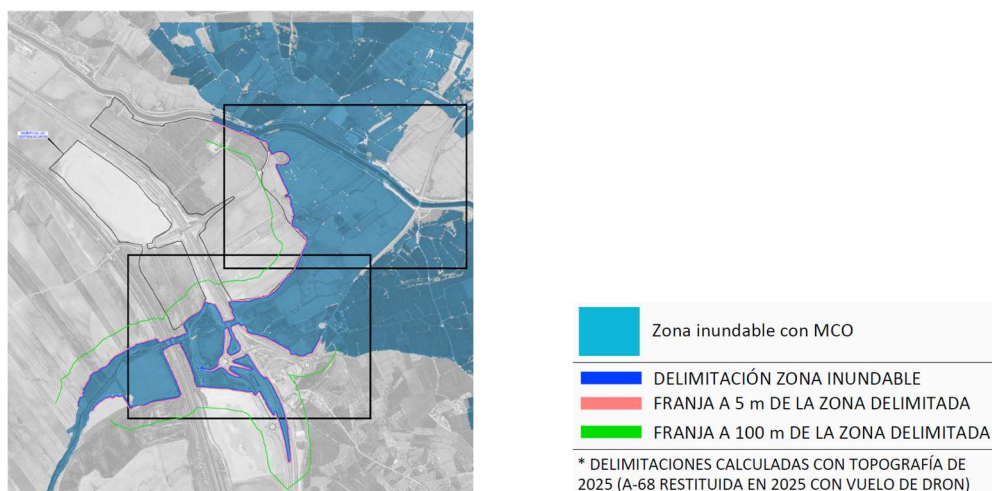 Zona inundable con MCO
DELIMITACIÓN ZONA INUNDABLE
FRANJA A 5 m DE LA ZONA DELIMITADA
FRANJA A 100 m DE LA ZONA DELIMITADA
* DELIMITACIONES CALCULADAS CON TOPOGRAFÍA DE
2025 (A-68 RESTITUIDA EN 2025 CON VUELO DE DRON)